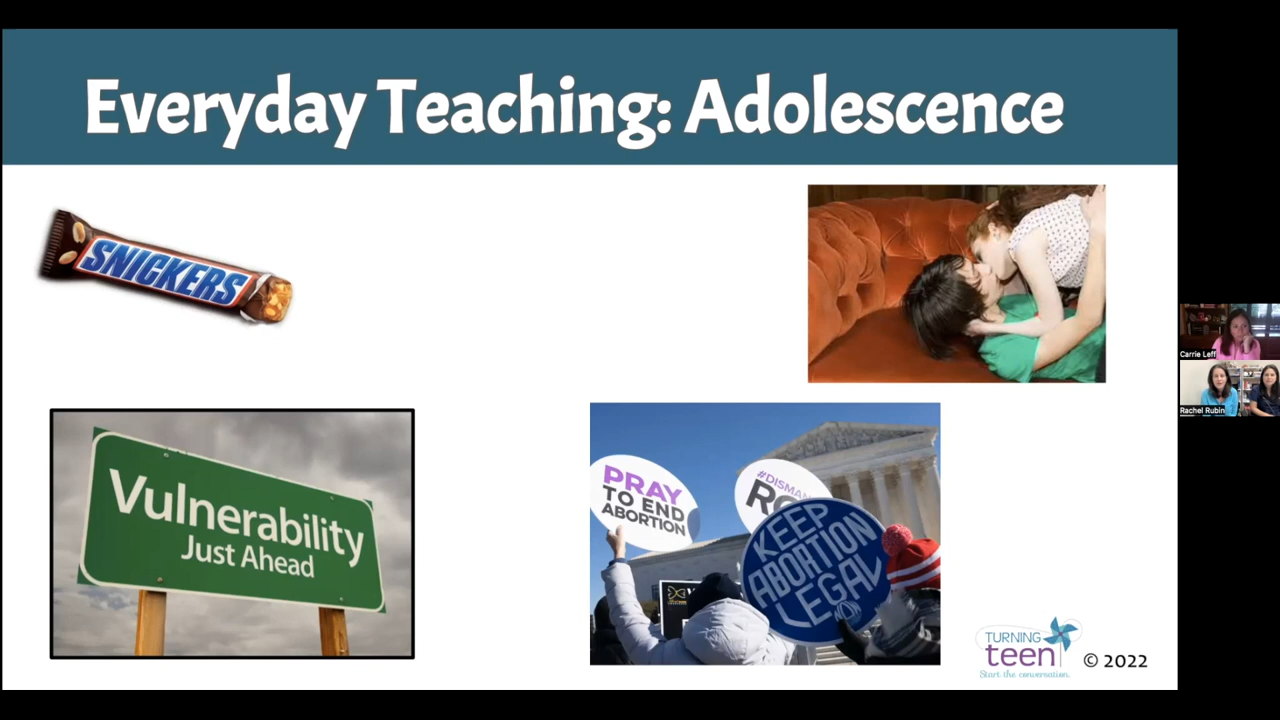 Everyday Teaching: Adolescence
SNICKERS
Vulnerability
Just Ahead
PRAY
TO END
ABORTION
#DISMAN
RO
KEEP
ABORTION
LEGAL
TURNING
teen
Start the conversation.
© 2022
Carrie Leff
Rachel Rubin